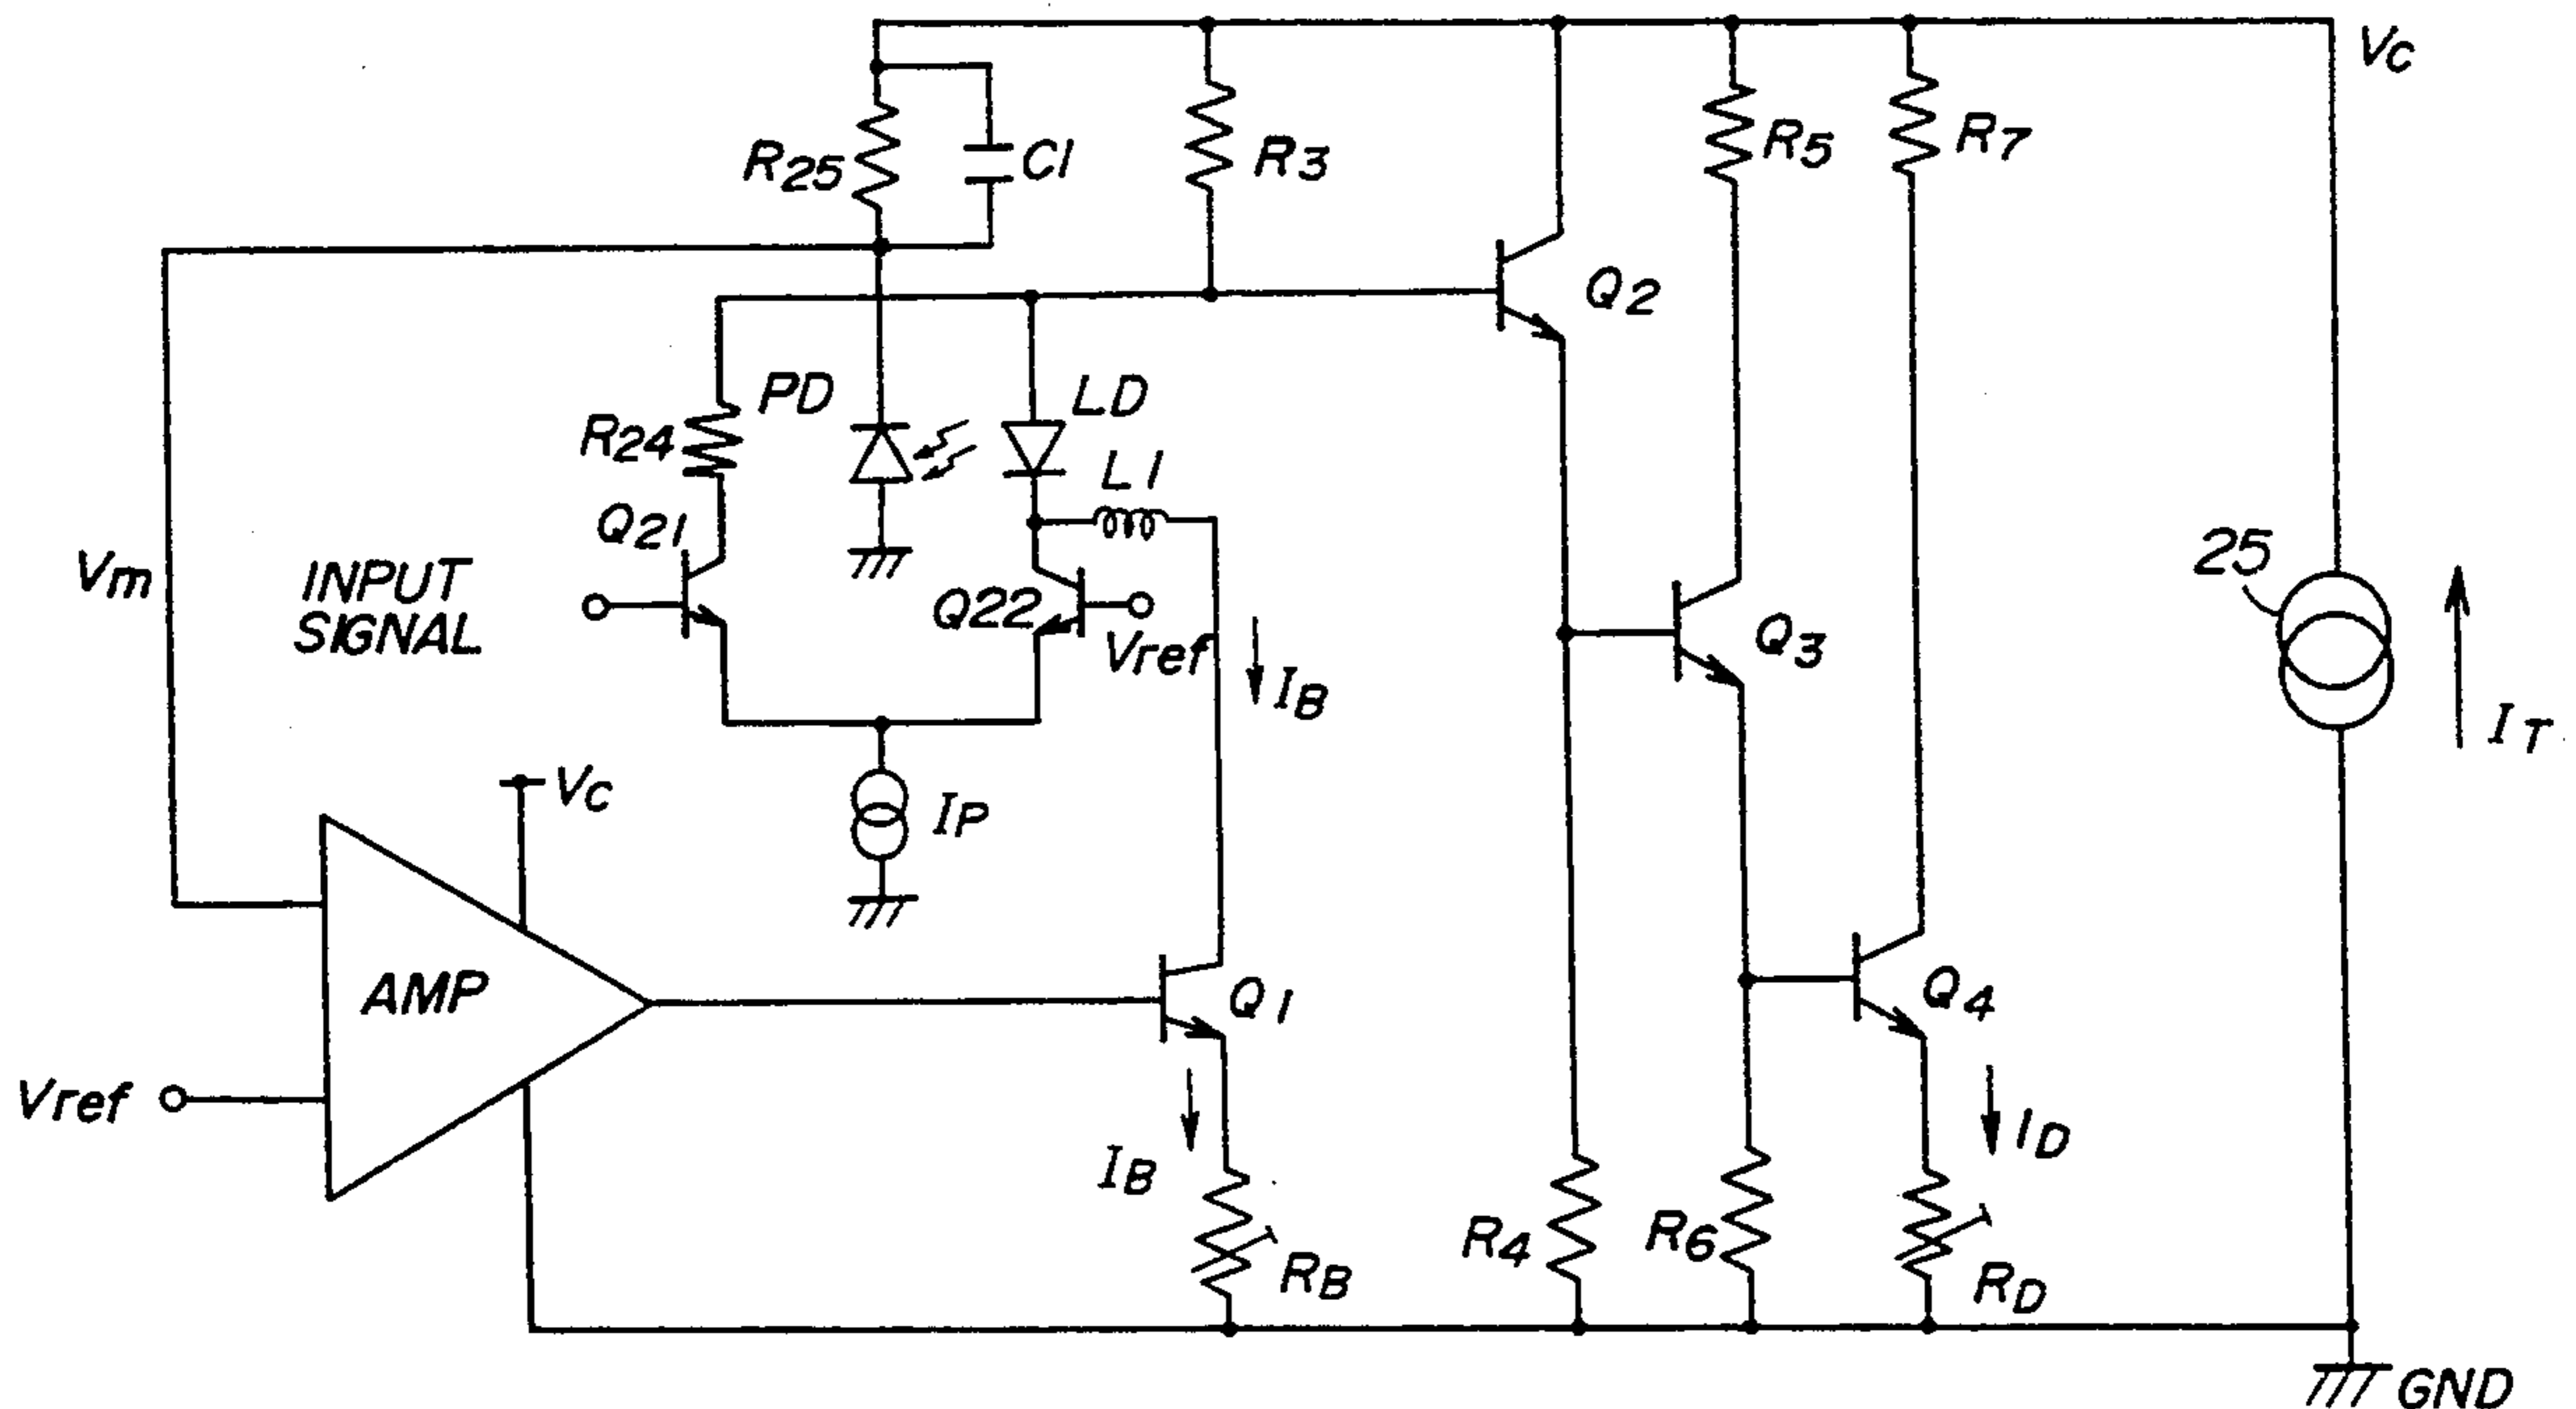 VC
R25
C1
R3
R5
R7
Q2
PD
LD
R24
L1
Q21
25
Vm
INPUT
SIGNAL
Q22
Vref
Q3
IB
IT
VC
IP
AMP
Q1
Q4
Vref
IB
ID
R4
R6
RB
RD
GND